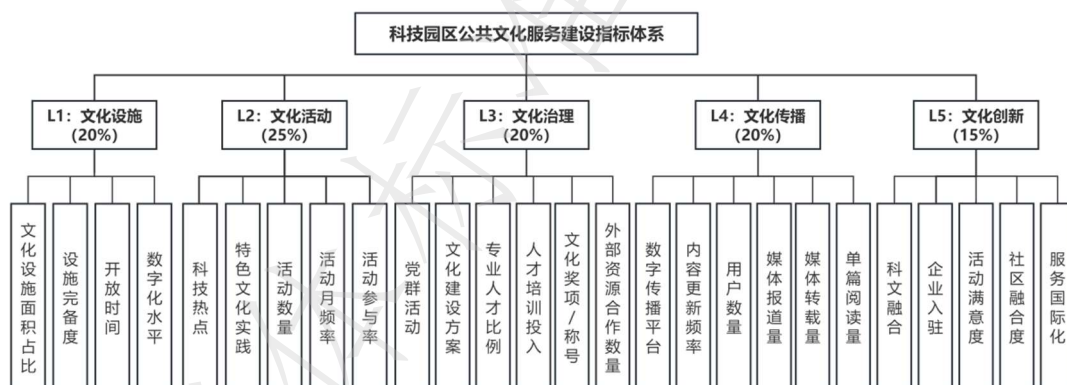 科技园区公共文化服务建设指标体系
L1：文化设施
(20%)
L2：文化活动
(25%)
L3：文化治理
(20%)
L4：文化传播
(20%)
L5：文化创新
(15%)
文化设施面积占比
设施完备度
开放时间
数字化水平
科技热点
特色文化实践
活动数量
活动月频率
活动参与率
党群活动
文化建设方案
专业人才比例
人才培训投入
文化奖项/称号
外部资源合作数量
数字传播平台
内容更新频率
用户数量
媒体报道量
媒体转载量
单篇阅读量
科文融合
企业入驻
活动满意度
社区融合度
服务国际化